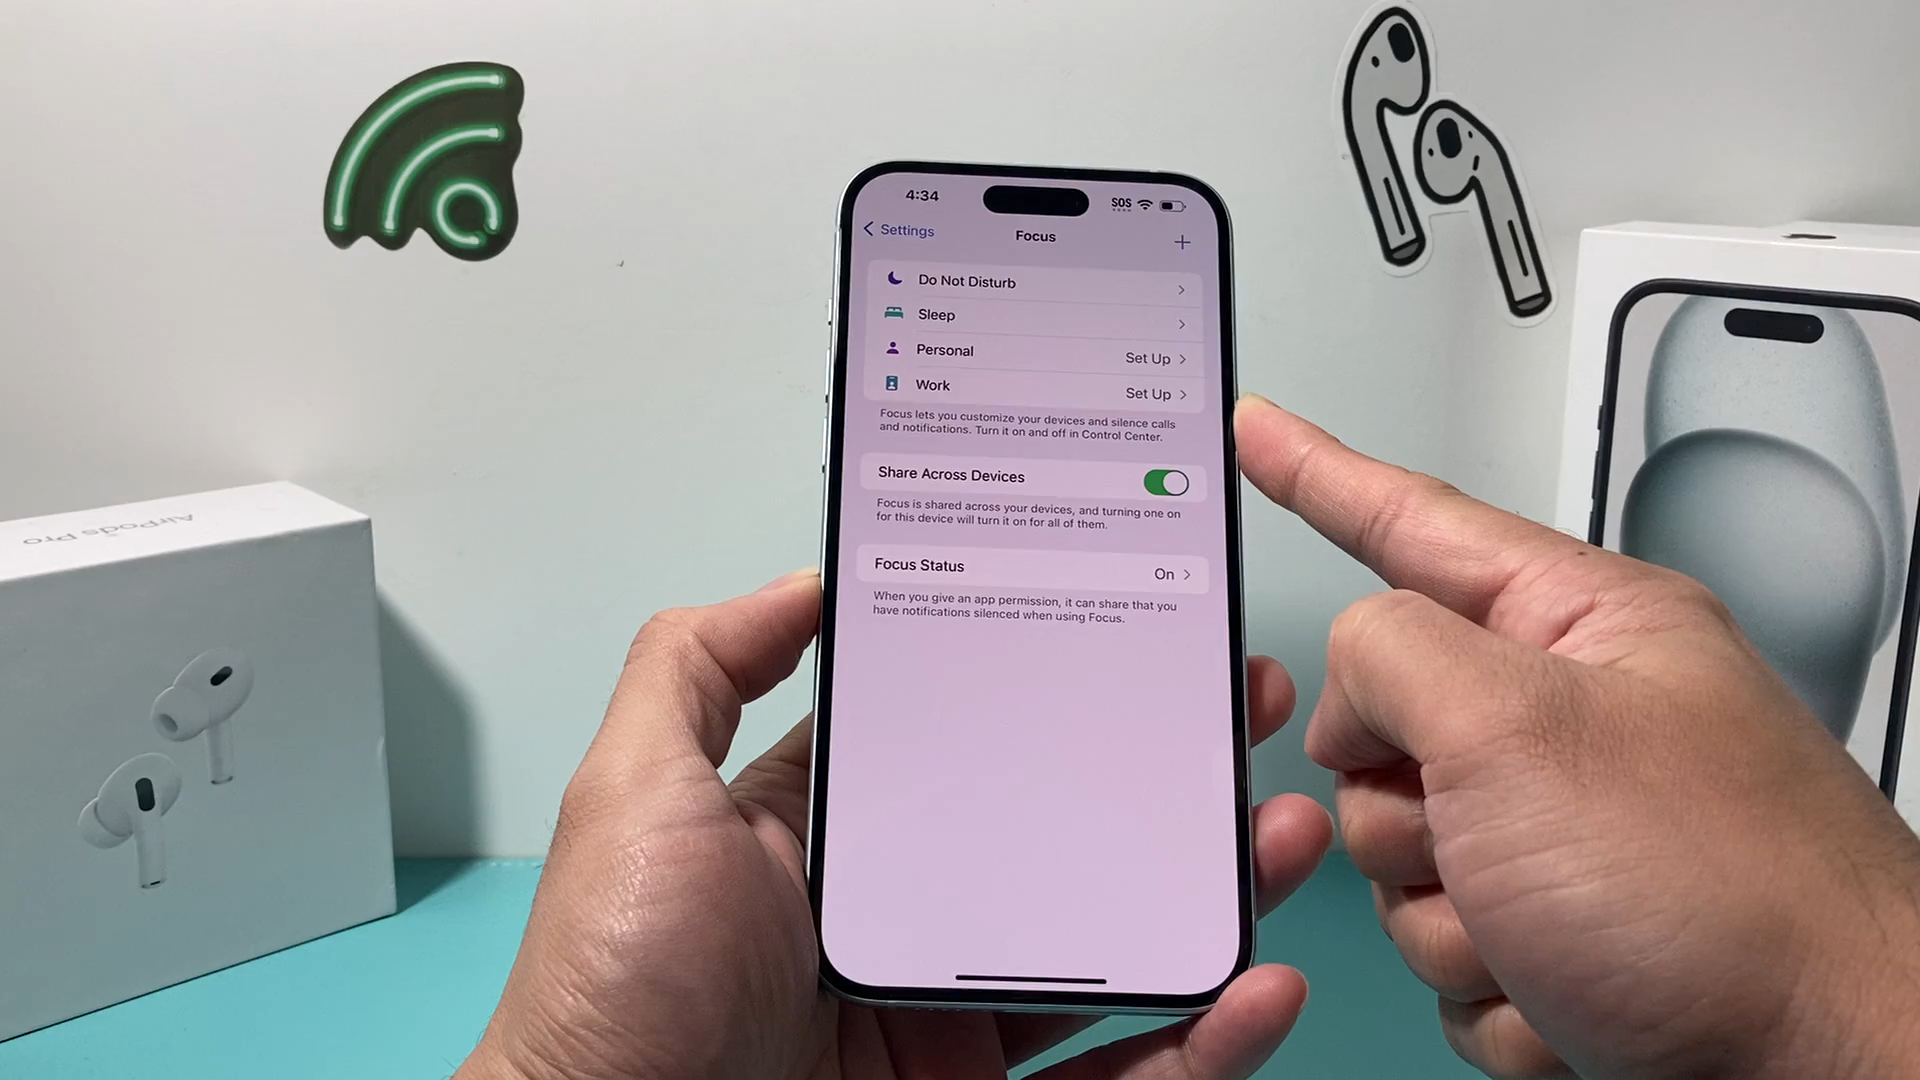 4:34
SOS
Settings
Focus
Do Not Disturb
Sleep
Personal
Set Up
Work
Set Up
Focus lets you customize your devices and silence calls
and notifications. Turn it on and off in Control Center.
Share Across Devices
Focus is shared across your devices, and turning one on
for this device will turn it on for all of them.
Focus Status
On
When you give an app permission, it can share that you
have notifications silenced when using Focus.
AirPods Pro